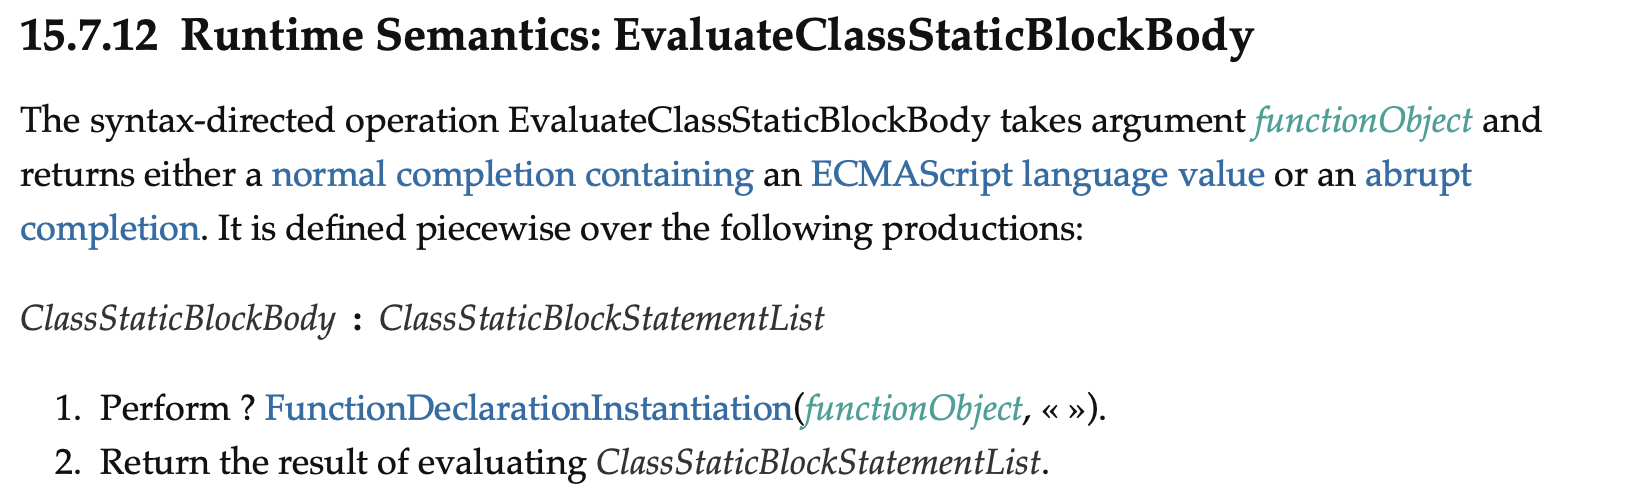 15.7.12 Runtime Semantics: EvaluateClassStaticBlockBody
The syntax-directed operation EvaluateClassStaticBlockBody takes argument functionObject and
returns either a normal completion containing an ECMAScript language value or an abrupt
completion. It is defined piecewise over the following productions:
ClassStaticBlockBody : ClassStaticBlockStatementList
1. Perform ? FunctionDeclarationInstantiation(functionObject, « »).
2. Return the result of evaluating ClassStaticBlockStatementList.